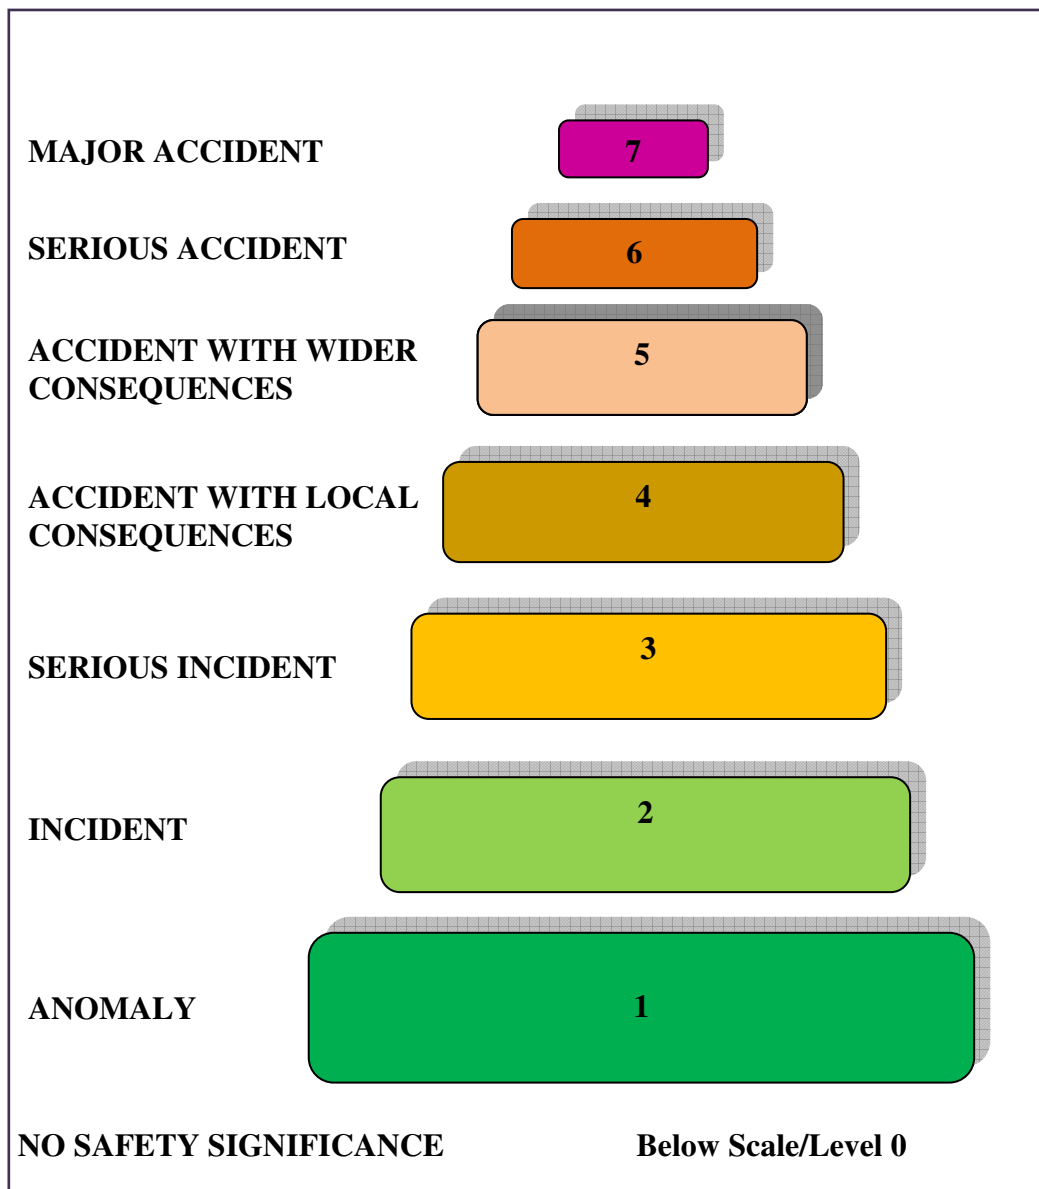 MAJOR ACCIDENT 7
SERIOUS ACCIDENT 6
ACCIDENT WITH WIDER 5
CONSEQUENCES
ACCIDENT WITH LOCAL 4
CONSEQUENCES
SERIOUS INCIDENT 3
INCIDENT 2
ANOMALY 1
NO SAFETY SIGNIFICANCE Below Scale/Level 0